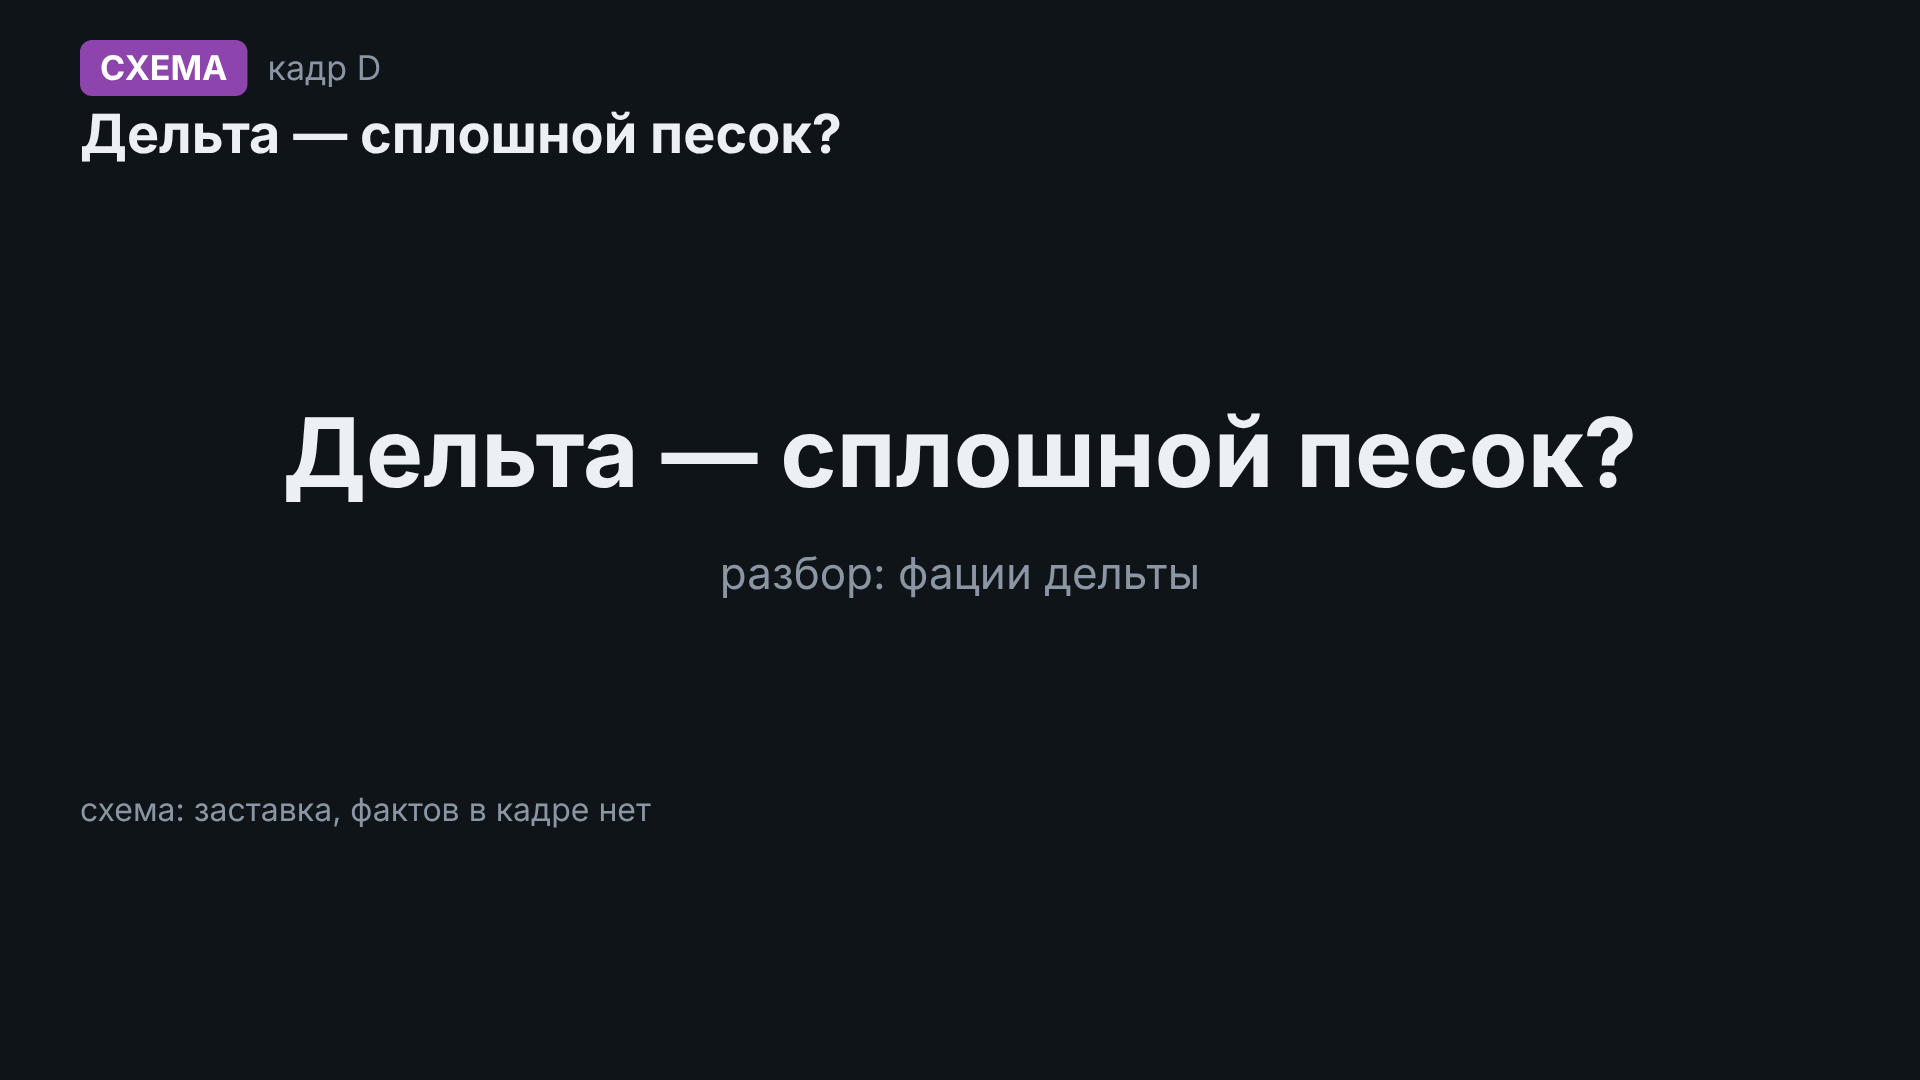 СХЕМА кадр D
Дельта — сплошной песок?
Дельта — сплошной песок?
разбор: фации дельты
схема: заставка, фактов в кадре нет